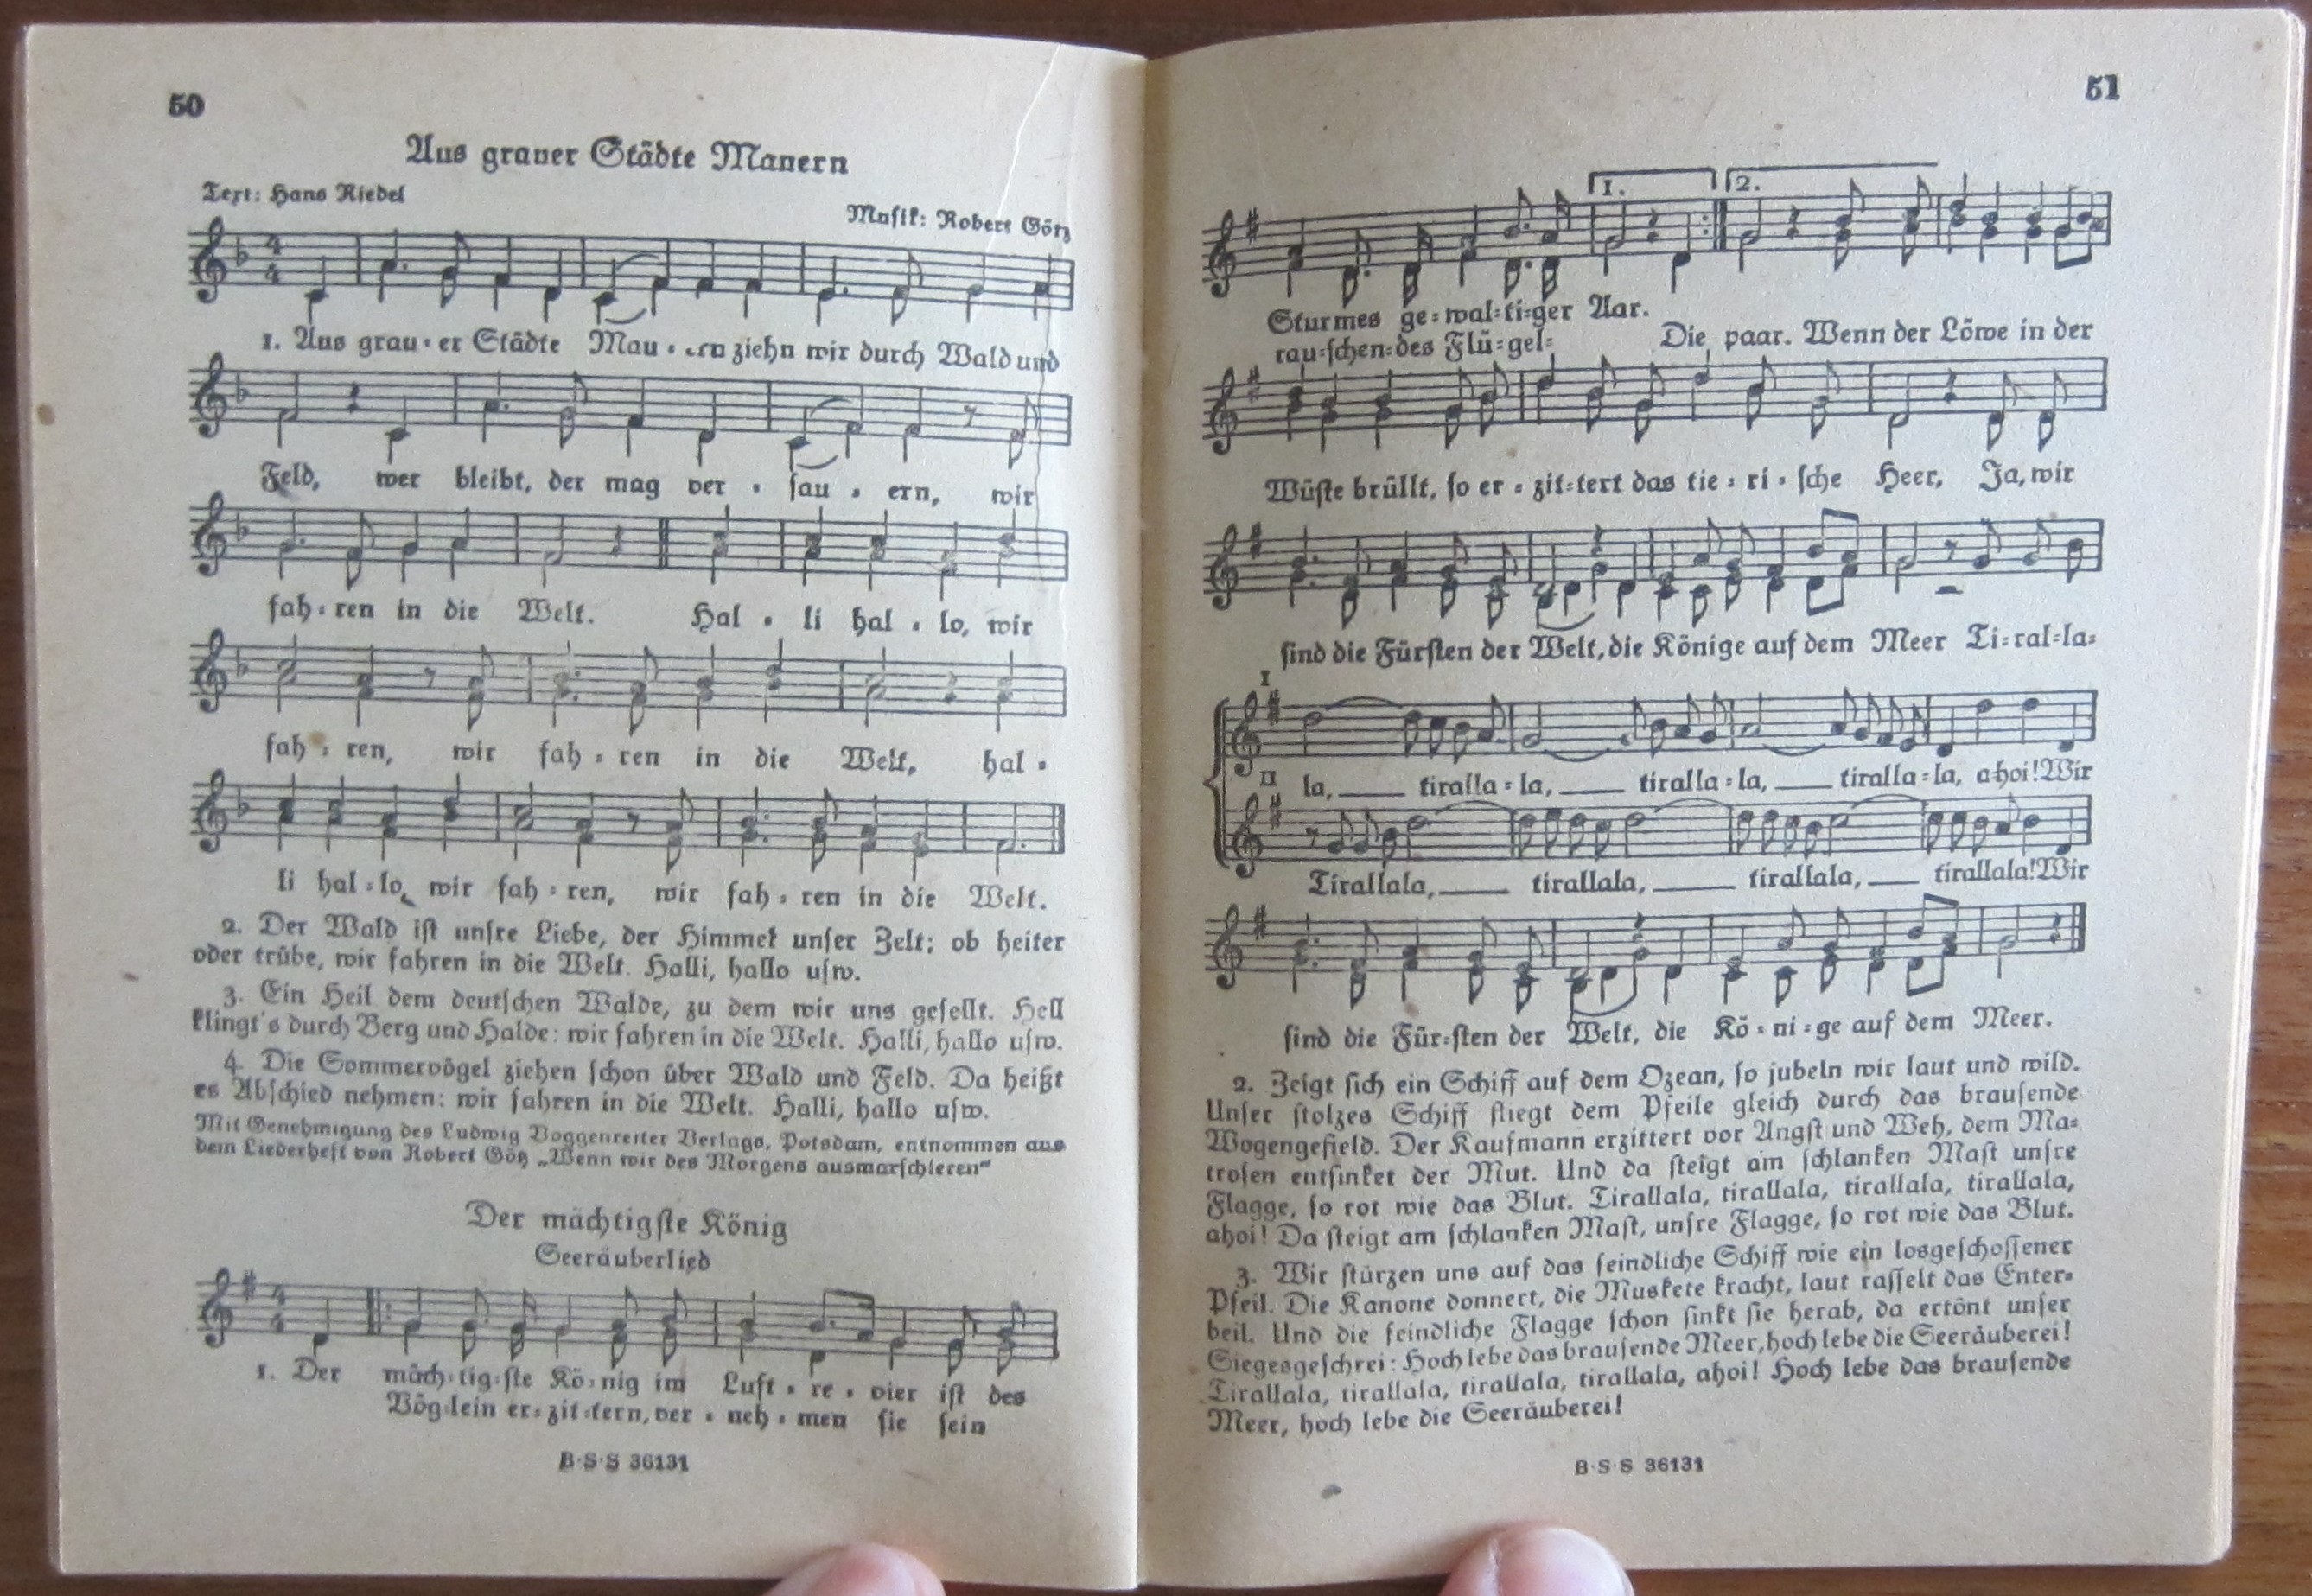 50
Aus grauer Städte Mauern
Text: Hans Riedel
Musik: Robert Götz
4
4
1. Aus grau-er Städte Mau-ern ziehn wir durch Wald und
Feld, wer bleibt, der mag ver-sau-ern, wir
fah-ren in die Welt. Hal-li hal-lo, wir
fah-ren, wir fah-ren in die Welt, hal-
li hal-lo, wir fah-ren, wir fah-ren in die Welt.
2. Der Wald ist unsre Liebe, der Himmel unser Zelt; ob heiter
oder trübe, wir fahren in die Welt. Halli, hallo usw.
3. Ein Heil dem deutschen Walde, zu dem wir uns gesellt. Hell
klingt's durch Berg und Halde: wir fahren in die Welt. Halli, hallo usw.
4. Die Sommervögel ziehen schon über Wald und Feld. Da heißt
es Abschied nehmen: wir fahren in die Welt. Halli, hallo usw.
Mit Genehmigung des Ludwig Voggenreiter Verlags, Potsdam, entnommen aus
dem Liederheft von Robert Götz „Wenn wir des Morgens ausmarschieren“
Der mächtigste König
Seeräuberlied
4
4
1. Der mäch-tig-ste Kö-nig im Luft-re-vier ist des
Vög-lein er-zit-tern, ver-neh-men sie sein
B·S·S 36131
51
1. 2.
Sturmes ge-wal-ti-ger Aar.
rau-schen-des Flü-gel- Die paar. Wenn der Löwe in der
Wüste brüllt, so er-zit-tert das tie-ri-sche Heer, Ja, wir
sind die Fürsten der Welt, die Könige auf dem Meer Ti-ral-la-
I
la, ___ tiralla-la, ___ tiralla-la, ___ tiralla-la, a-hoi! Wir
II
Tirallala, ___ tirallala, ___ tirallala, ___ tirallala! Wir
sind die Für-sten der Welt, die Kö-ni-ge auf dem Meer.
2. Zeigt sich ein Schiff auf dem Ozean, so jubeln wir laut und wild.
Unser stolzes Schiff fliegt dem Pfeile gleich durch das brausende
Wogengefield. Der Kaufmann erzittert vor Angst und Weh, dem Ma-
trosen entsinket der Mut. Und da steigt am schlanken Mast unsre
Flagge, so rot wie das Blut. Tirallala, tirallala, tirallala, tirallala,
ahoi! Da steigt am schlanken Mast, unsre Flagge, so rot wie das Blut.
3. Wir stürzen uns auf das feindliche Schiff wie ein losgeschossener
Pfeil. Die Kanone donnert, die Muskete kracht, laut rasselt das Enter-
beil. Und die feindliche Flagge schon sinkt sie herab, da ertönt unser
Siegesgeschrei: Hoch lebe das brausende Meer, hoch lebe die Seeräuberei!
Tirallala, tirallala, tirallala, tirallala, ahoi! Hoch lebe das brausende
Meer, hoch lebe die Seeräuberei!
B·S·S 36131